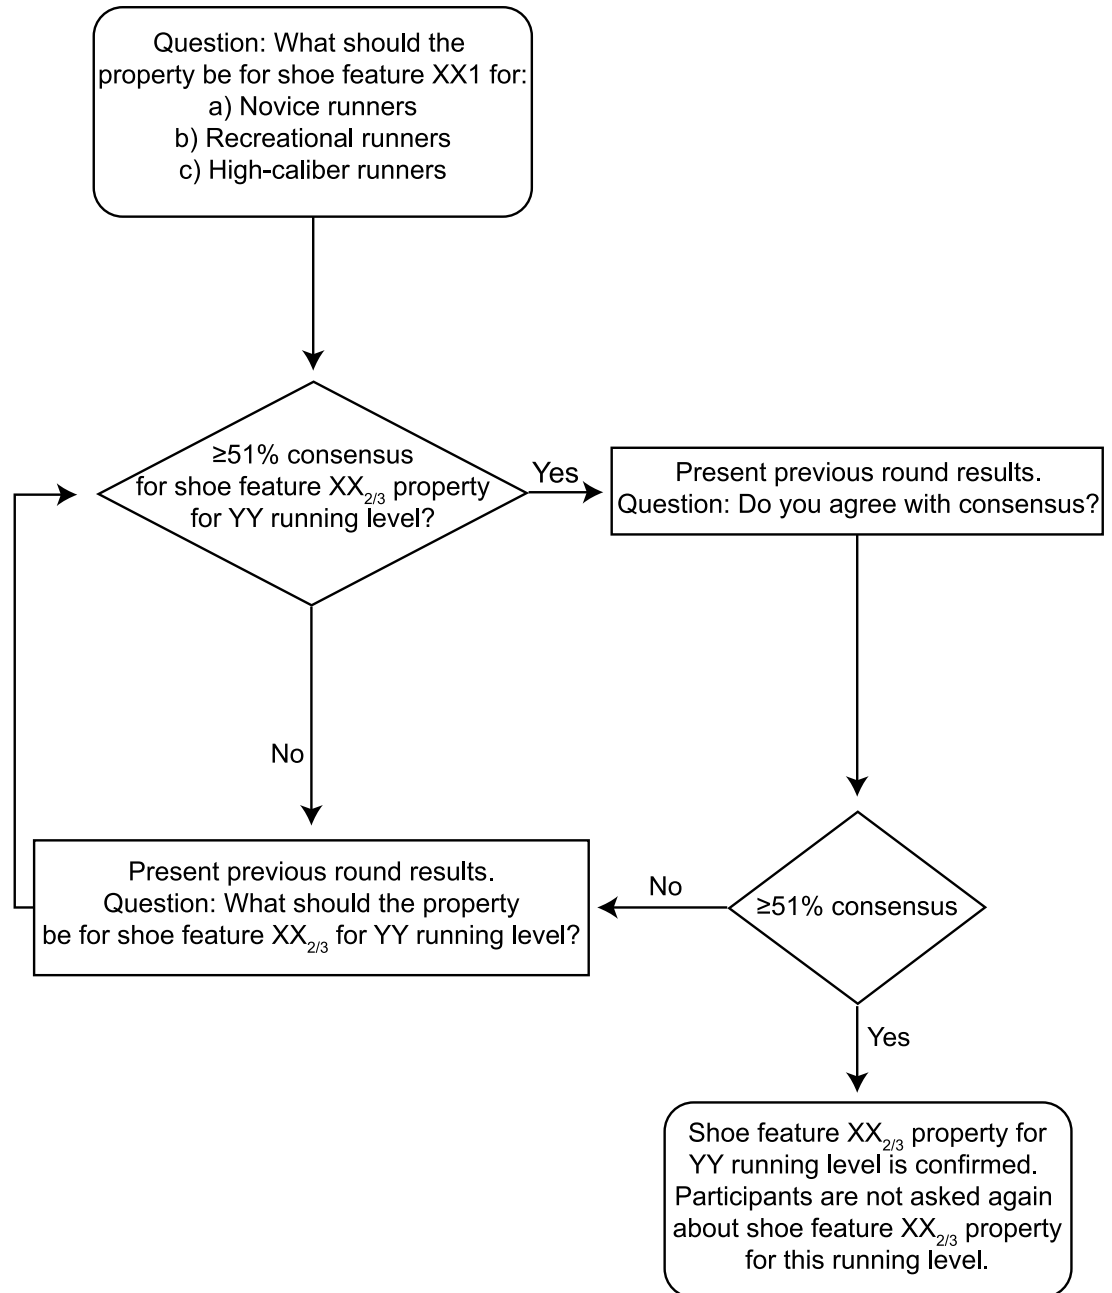 Question: What should the
property be for shoe feature XX1 for:
a) Novice runners
b) Recreational runners
c) High-caliber runners
≥51% consensus
for shoe feature XX2/3 property
for YY running level?
Yes
Present previous round results.
Question: Do you agree with consensus?
No
Present previous round results.
Question: What should the property
be for shoe feature XX2/3 for YY running level?
No
≥51% consensus
Yes
Shoe feature XX2/3 property for
YY running level is confirmed.
Participants are not asked again
about shoe feature XX2/3 property
for this running level.